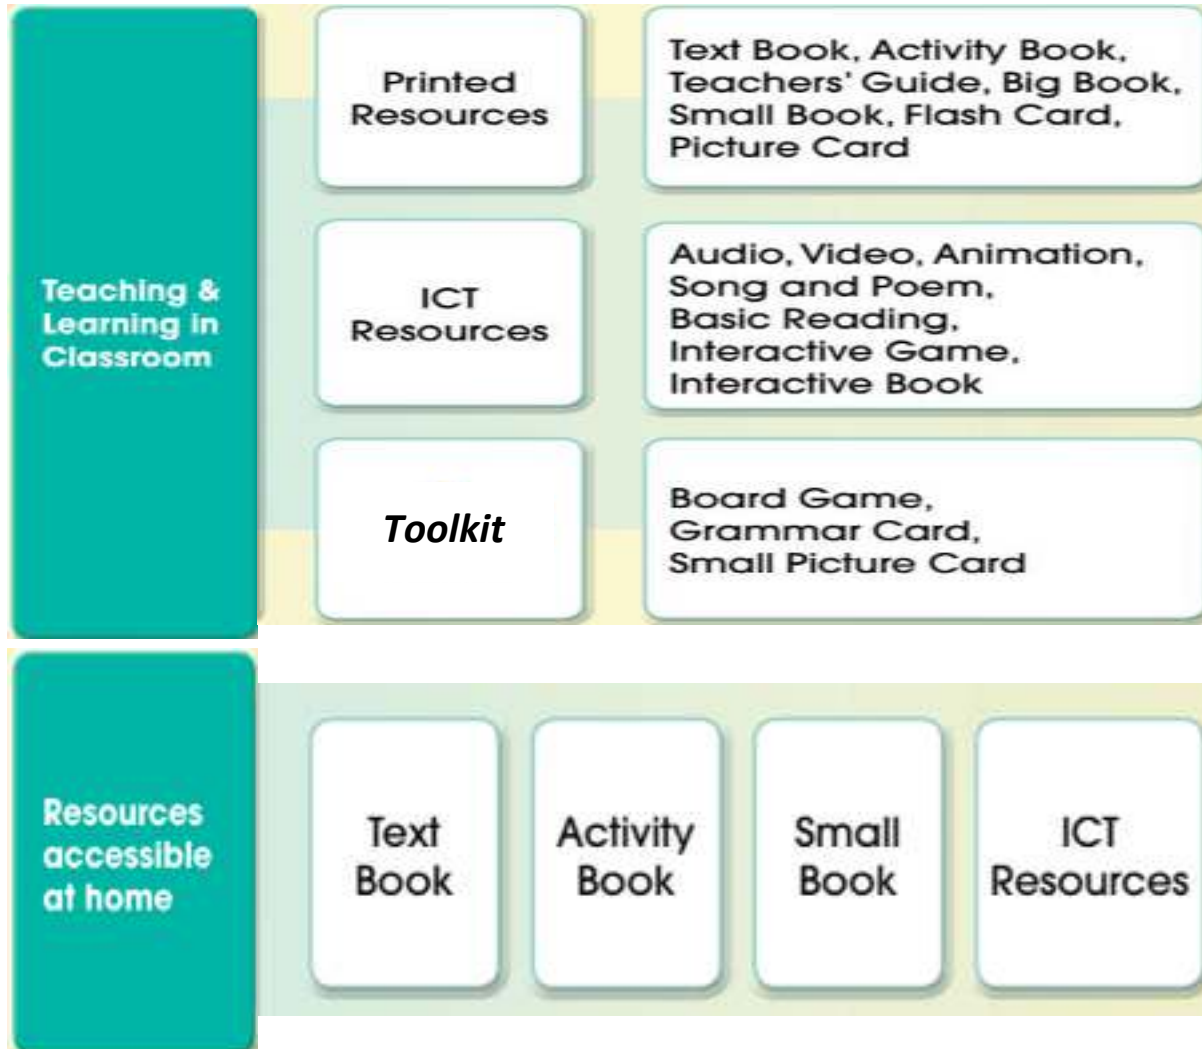 Teaching &
Learning in
Classroom
Printed
Resources
Text Book, Activity Book,
Teachers' Guide, Big Book,
Small Book, Flash Card,
Picture Card
ICT
Resources
Audio, Video, Animation,
Song and Poem,
Basic Reading,
Interactive Game,
Interactive Book
Toolkit
Board Game,
Grammar Card,
Small Picture Card
Resources
accessible
at home
Text
Book
Activity
Book
Small
Book
ICT
Resources